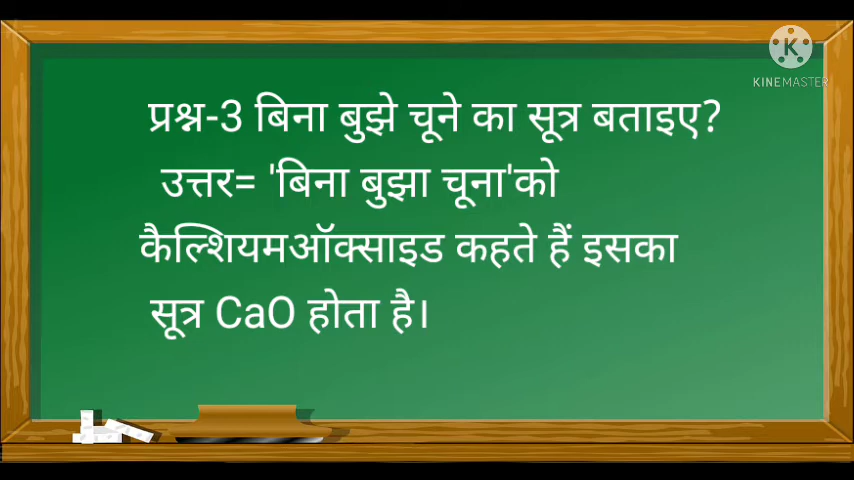 KINEMASTER
प्रश्न-3 बिना बुझे चूने का सूत्र बताइए?
उत्तर= 'बिना बुझा चूना'को
कैल्शियमऑक्साइड कहते हैं इसका
सूत्र CaO होता है।